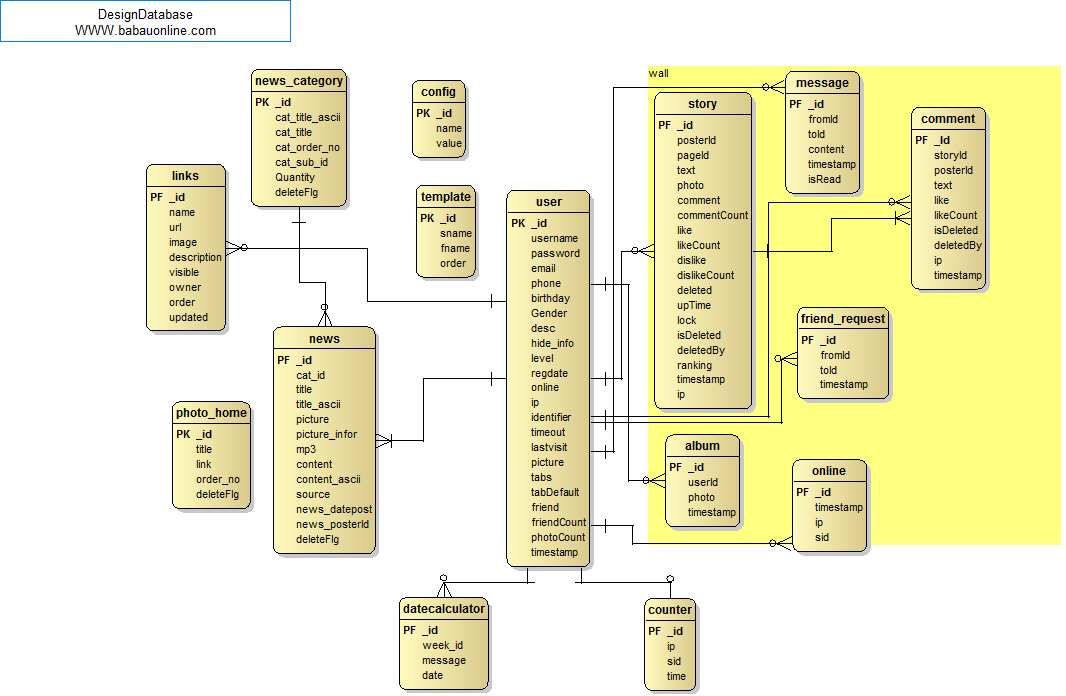 DesignDatabase
WWW.babauonline.com
wall
news_category
PK _id
cat_title_ascii
cat_title
cat_order_no
cat_sub_id
Quantity
deleteFlg
config
PK _id
name
value
links
PF _id
name
url
image
description
visible
owner
order
updated
template
PK _id
sname
fname
order
user
PK _id
username
password
email
phone
birthday
Gender
desc
hide_info
level
regdate
online
ip
identifier
timeout
lastvisit
picture
tabs
tabDefault
friend
friendCount
photoCount
timestamp
story
PF _id
posterId
pageId
text
photo
comment
commentCount
like
likeCount
dislike
dislikeCount
deleted
upTime
lock
isDeleted
deletedBy
ranking
timestamp
ip
message
PF _id
fromId
toId
content
timestamp
isRead
comment
PF _Id
storyId
posterId
text
like
likeCount
isDeleted
deletedBy
ip
timestamp
friend_request
PF _id
fromId
toId
timestamp
news
PF _id
cat_id
title
title_ascii
picture
picture_infor
mp3
content
content_ascii
source
news_datepost
news_posterId
deleteFlg
photo_home
PK _id
title
link
order_no
deleteFlg
album
PF _id
userId
photo
timestamp
online
PF _id
timestamp
ip
sid
datecalculator
PF _id
week_id
message
date
counter
PF _id
ip
sid
time